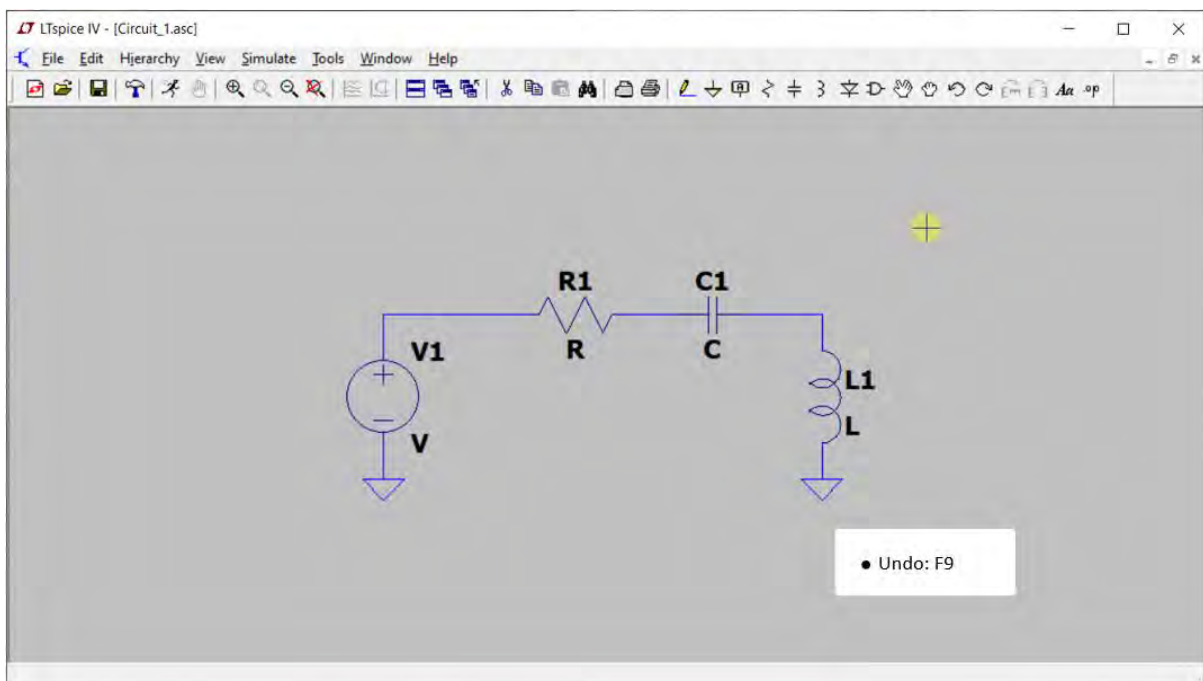 LTspice IV - [Circuit_1.asc]
File Edit Hierarchy View Simulate Tools Window Help
Aa .op
R1
C1
R
C
V1
V
L1
L
• Undo: F9